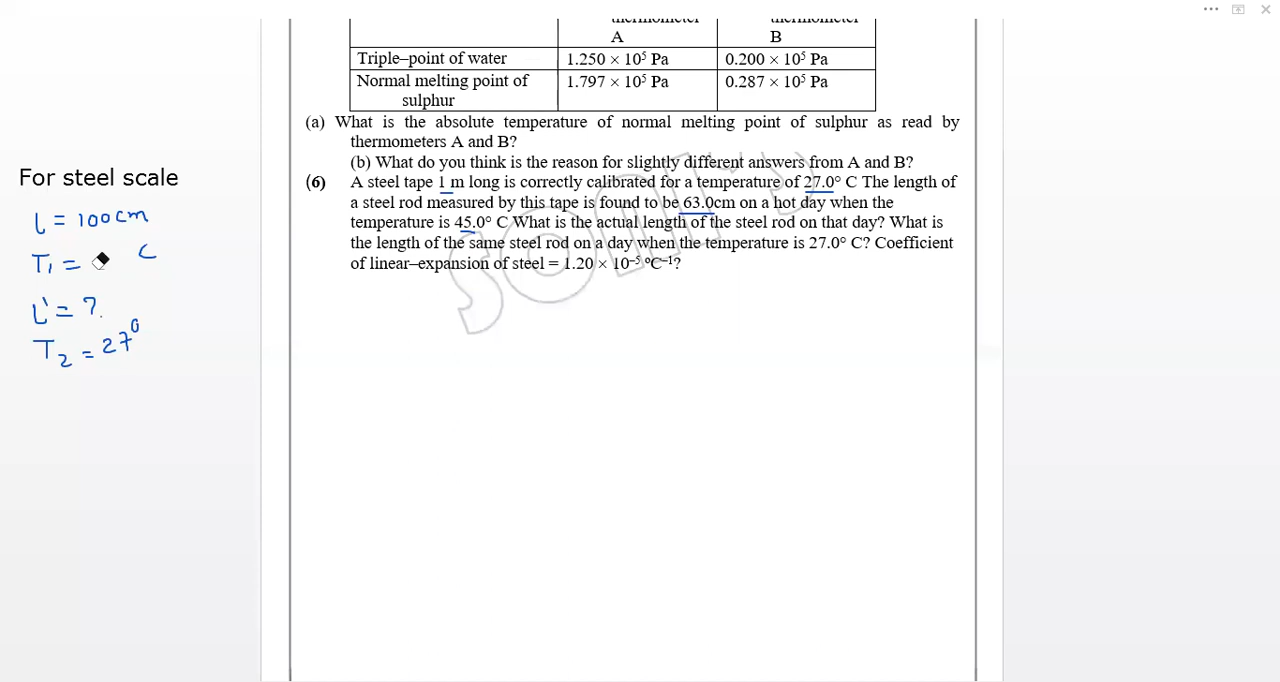 A
B
Triple–point of water 1.250 × 10⁵ Pa 0.200 × 10⁵ Pa
Normal melting point of sulphur 1.797 × 10⁵ Pa 0.287 × 10⁵ Pa
(a) What is the absolute temperature of normal melting point of sulphur as read by
thermometers A and B?
(b) What do you think is the reason for slightly different answers from A and B?
(6) A steel tape 1 m long is correctly calibrated for a temperature of 27.0° C The length of
a steel rod measured by this tape is found to be 63.0cm on a hot day when the
temperature is 45.0° C What is the actual length of the steel rod on that day? What is
the length of the same steel rod on a day when the temperature is 27.0° C? Coefficient
of linear–expansion of steel = 1.20 × 10⁻⁵ °C⁻¹?
For steel scale
l = 100cm
T₁ = C
L' = ?.
T₂ = 27⁰